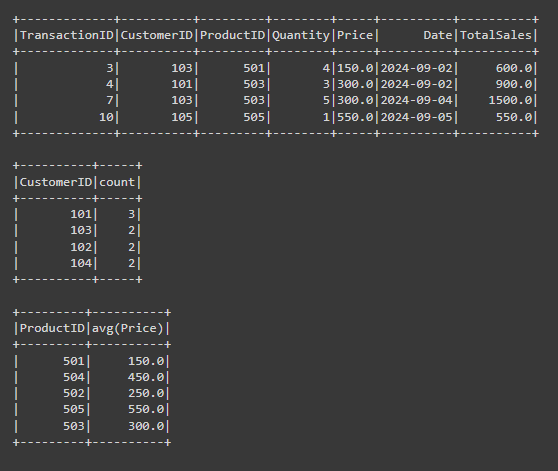 +-------------+----------+---------+--------+-----+----------+----------+
|TransactionID|CustomerID|ProductID|Quantity|Price|      Date|TotalSales|
+-------------+----------+---------+--------+-----+----------+----------+
|            3|       103|      501|       4|150.0|2024-09-02|     600.0|
|            4|       101|      503|       3|300.0|2024-09-02|     900.0|
|            7|       103|      503|       5|300.0|2024-09-04|    1500.0|
|           10|       105|      505|       1|550.0|2024-09-05|     550.0|
+-------------+----------+---------+--------+-----+----------+----------+
+----------+-----+
|CustomerID|count|
+----------+-----+
|       101|    3|
|       103|    2|
|       102|    2|
|       104|    2|
+----------+-----+
+---------+----------+
|ProductID|avg(Price)|
+---------+----------+
|      501|     150.0|
|      504|     450.0|
|      502|     250.0|
|      505|     550.0|
|      503|     300.0|
+---------+----------+